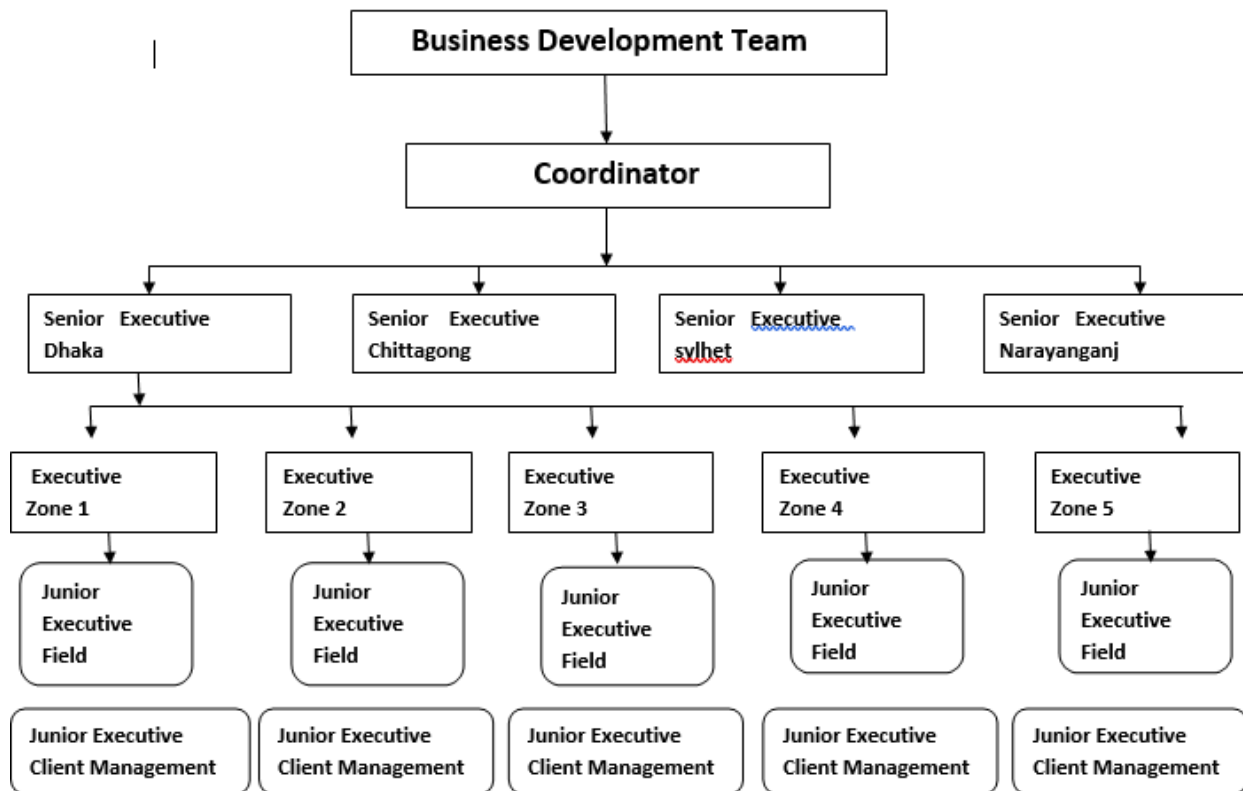 Business Development Team
Coordinator
Senior Executive
Dhaka
Senior Executive
Chittagong
Senior Executive
sylhet
Senior Executive
Narayanganj
Executive
Zone 1
Executive
Zone 2
Executive
Zone 3
Executive
Zone 4
Executive
Zone 5
Junior
Executive
Field
Junior
Executive
Field
Junior
Executive
Field
Junior
Executive
Field
Junior
Executive
Field
Junior Executive
Client Management
Junior Executive
Client Management
Junior Executive
Client Management
Junior Executive
Client Management
Junior Executive
Client Management